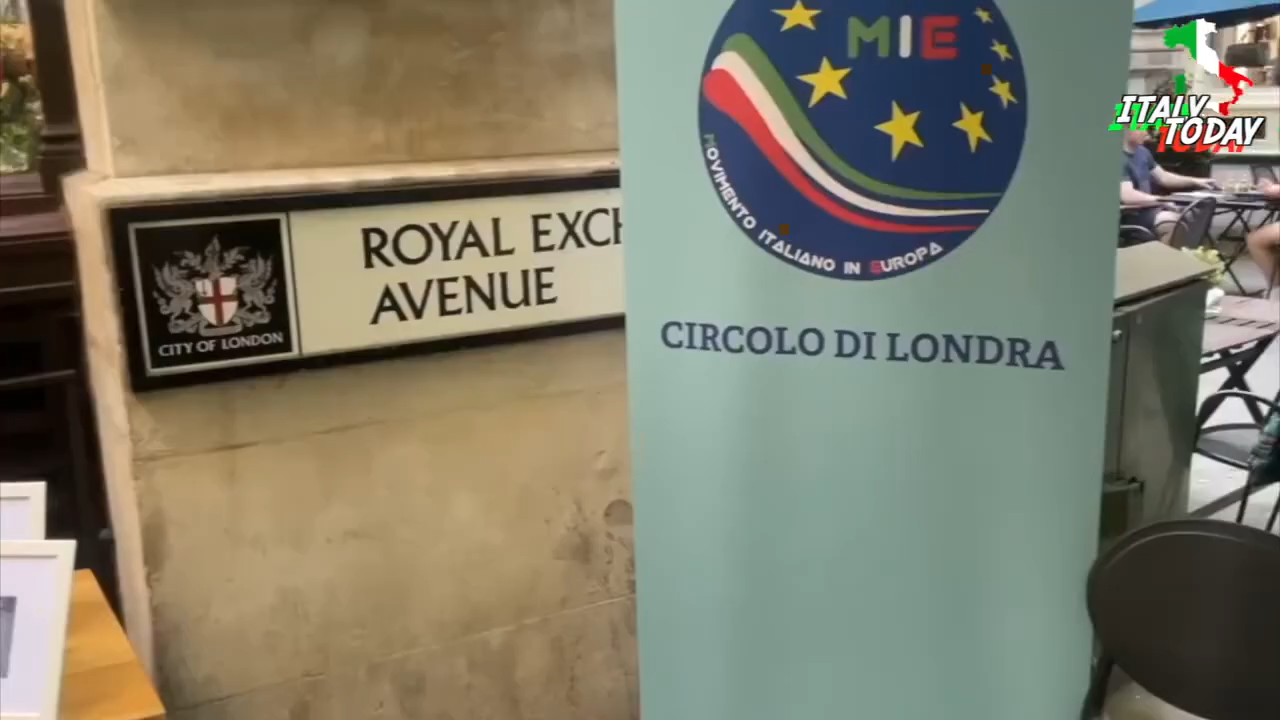 MIE
MOVIMENTO ITALIANO IN EUROPA
ITALY
TODAY
ROYAL EXCH
AVENUE
CITY OF LONDON
CIRCOLO DI LONDRA